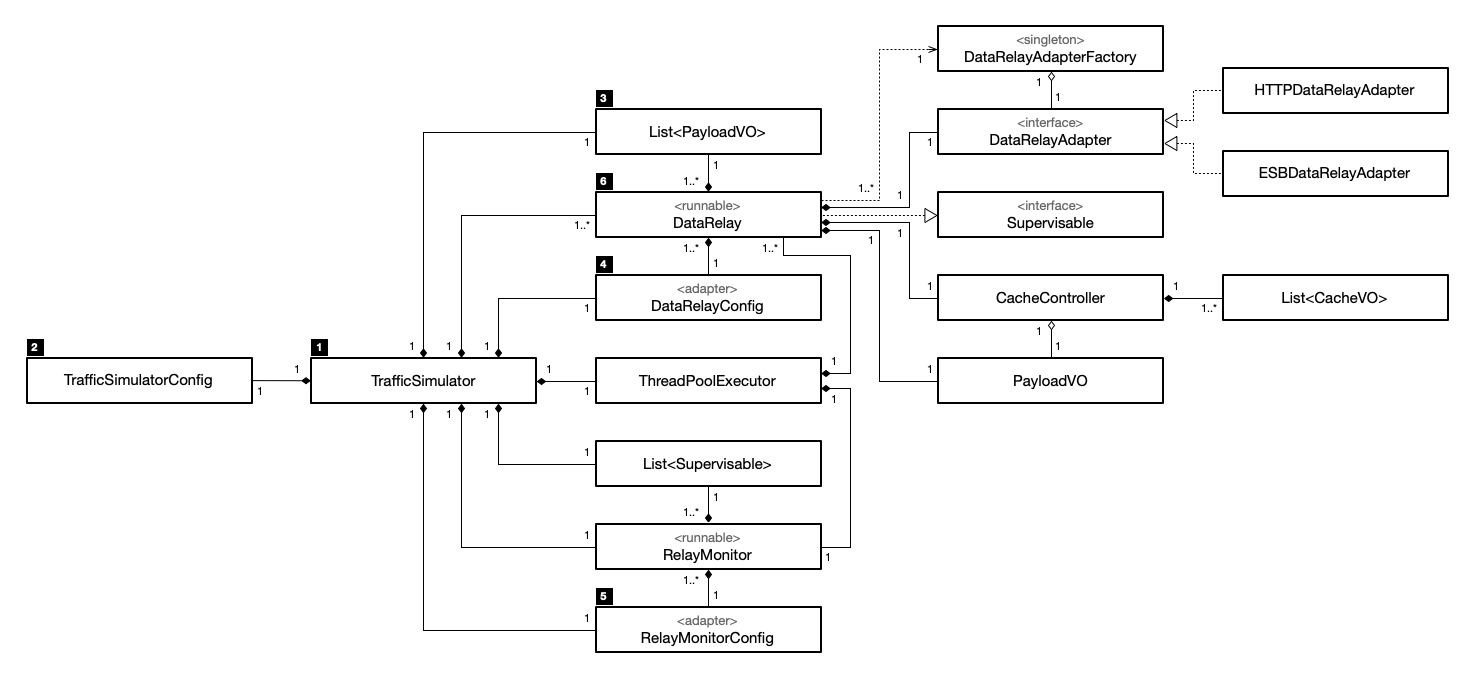 <singleton>
DataRelayAdapterFactory
1
1
1
HTTPDataRelayAdapter
3
List<PayloadVO>
1
1
1..*
<interface>
DataRelayAdapter
1
1
ESBDataRelayAdapter
1..*
6
<runnable>
DataRelay
1..*
1..*
1..*
1
1
<interface>
Supervisable
4
<adapter>
DataRelayConfig
1
1
CacheController
1
1
1
1..*
List<CacheVO>
2
TrafficSimulatorConfig
1
1
1
TrafficSimulator
1
1
1
1
1
ThreadPoolExecutor
1
1
PayloadVO
1
1
1
1
1
List<Supervisable>
1
1
1..*
<runnable>
RelayMonitor
1
1
1..*
5
<adapter>
RelayMonitorConfig
1
1